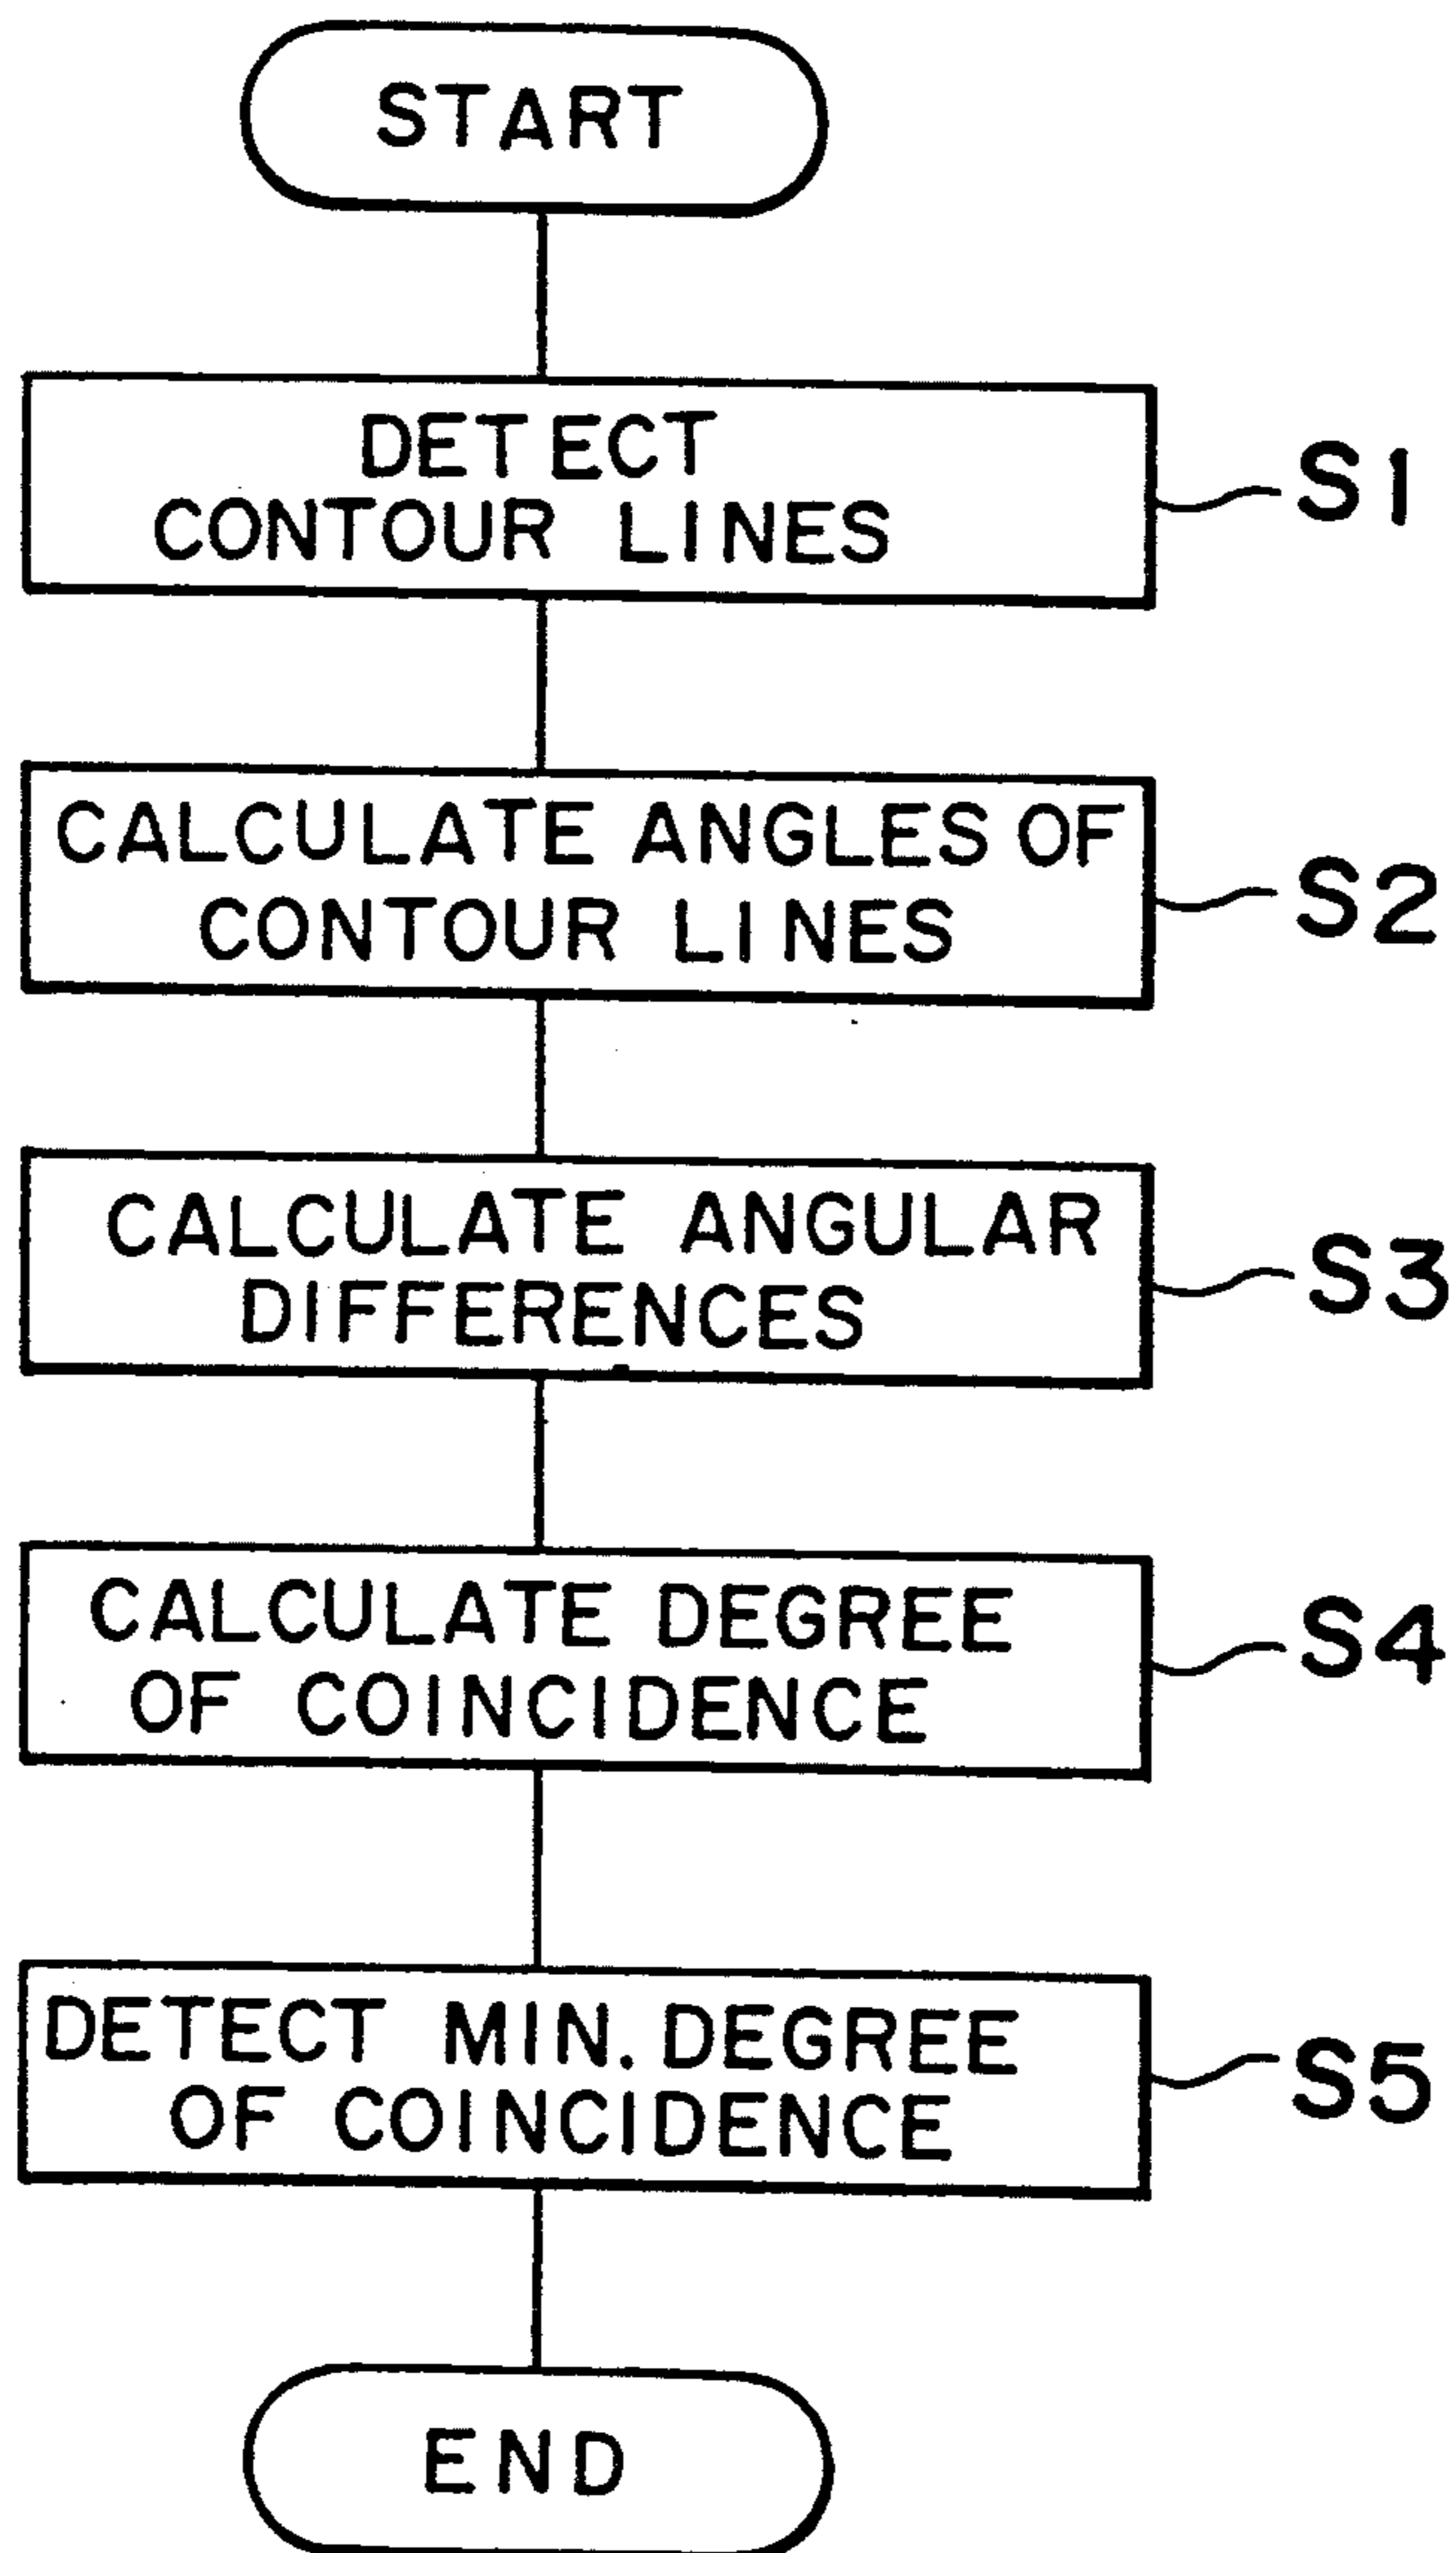 START
DETECT
CONTOUR LINES
S1
CALCULATE ANGLES OF
CONTOUR LINES
S2
CALCULATE ANGULAR
DIFFERENCES
S3
CALCULATE DEGREE
OF COINCIDENCE
S4
DETECT MIN. DEGREE
OF COINCIDENCE
S5
END